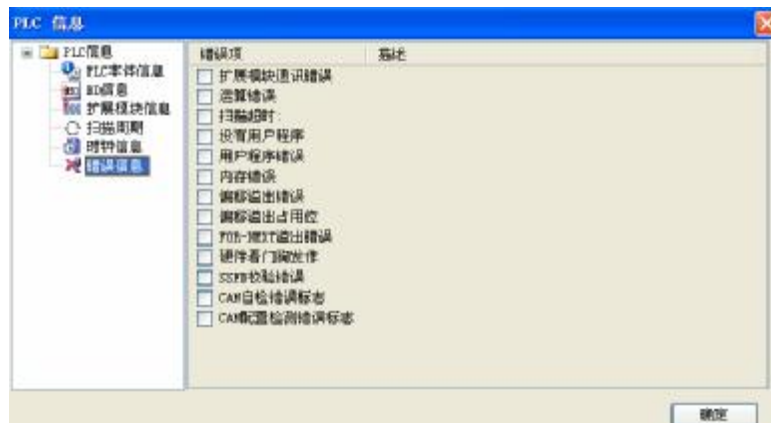 PLC 信息
PLC信息
PLC本体信息
BD信息
扩展模块信息
扫描周期
时钟信息
错误信息
错误项 描述
扩展模块通讯错误
运算错误
扫描超时:
没有用户程序
用户程序错误
内存错误
偏移溢出错误
偏移溢出占用位
FOR-NEXT溢出错误
硬件看门狗发作
SSFD校验错误
CAN自检错误标志
CAN配置检测错误标志
确定